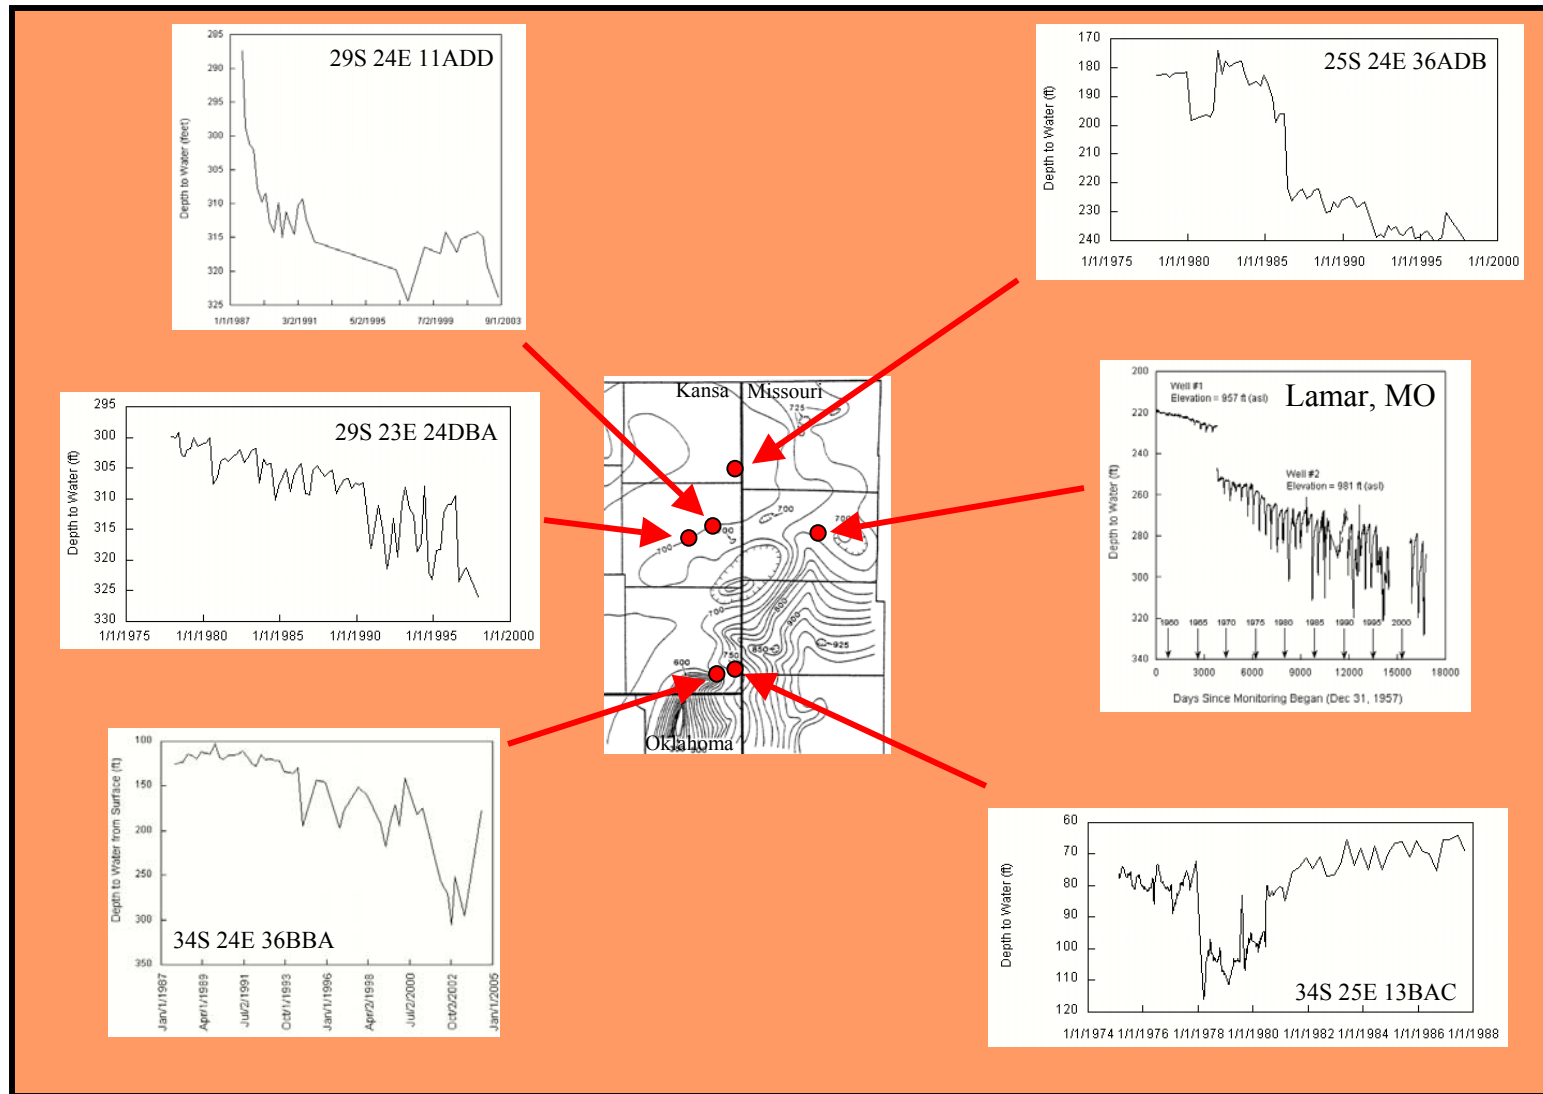 29S 24E 11ADD
Depth to Water (feet)
285
290
295
300
305
310
315
320
325
1/1/1987 3/2/1991 5/2/1995 7/2/1999 9/1/2003
25S 24E 36ADB
Depth to Water (ft)
170
180
190
200
210
220
230
240
1/1/1975 1/1/1980 1/1/1985 1/1/1990 1/1/1995 1/1/2000
29S 23E 24DBA
Depth to Water (ft)
295
300
305
310
315
320
325
330
1/1/1975 1/1/1980 1/1/1985 1/1/1990 1/1/1995 1/1/2000
Kansa Missouri
725
700
700
700
700
700
800
900
600
750
850
925
Oklahoma
Lamar, MO
Well #1
Elevation = 957 ft (asl)
Well #2
Elevation = 981 ft (asl)
Depth to Water (ft)
200
220
240
260
280
300
320
340
1960 1965 1970 1975 1980 1985 1990 1995 2000
0 3000 6000 9000 12000 15000 18000
Days Since Monitoring Began (Dec 31, 1957)
34S 24E 36BBA
Depth to Water from Surface (ft)
100
150
200
250
300
350
Jan/1/1987
Apr/1/1989
Jul/2/1991
Oct/1/1993
Jan/1/1996
Apr/2/1998
Jul/2/2000
Oct/2/2002
Jan/1/2005
34S 25E 13BAC
Depth to Water (ft)
60
70
80
90
100
110
120
1/1/1974 1/1/1976 1/1/1978 1/1/1980 1/1/1982 1/1/1984 1/1/1986 1/1/1988